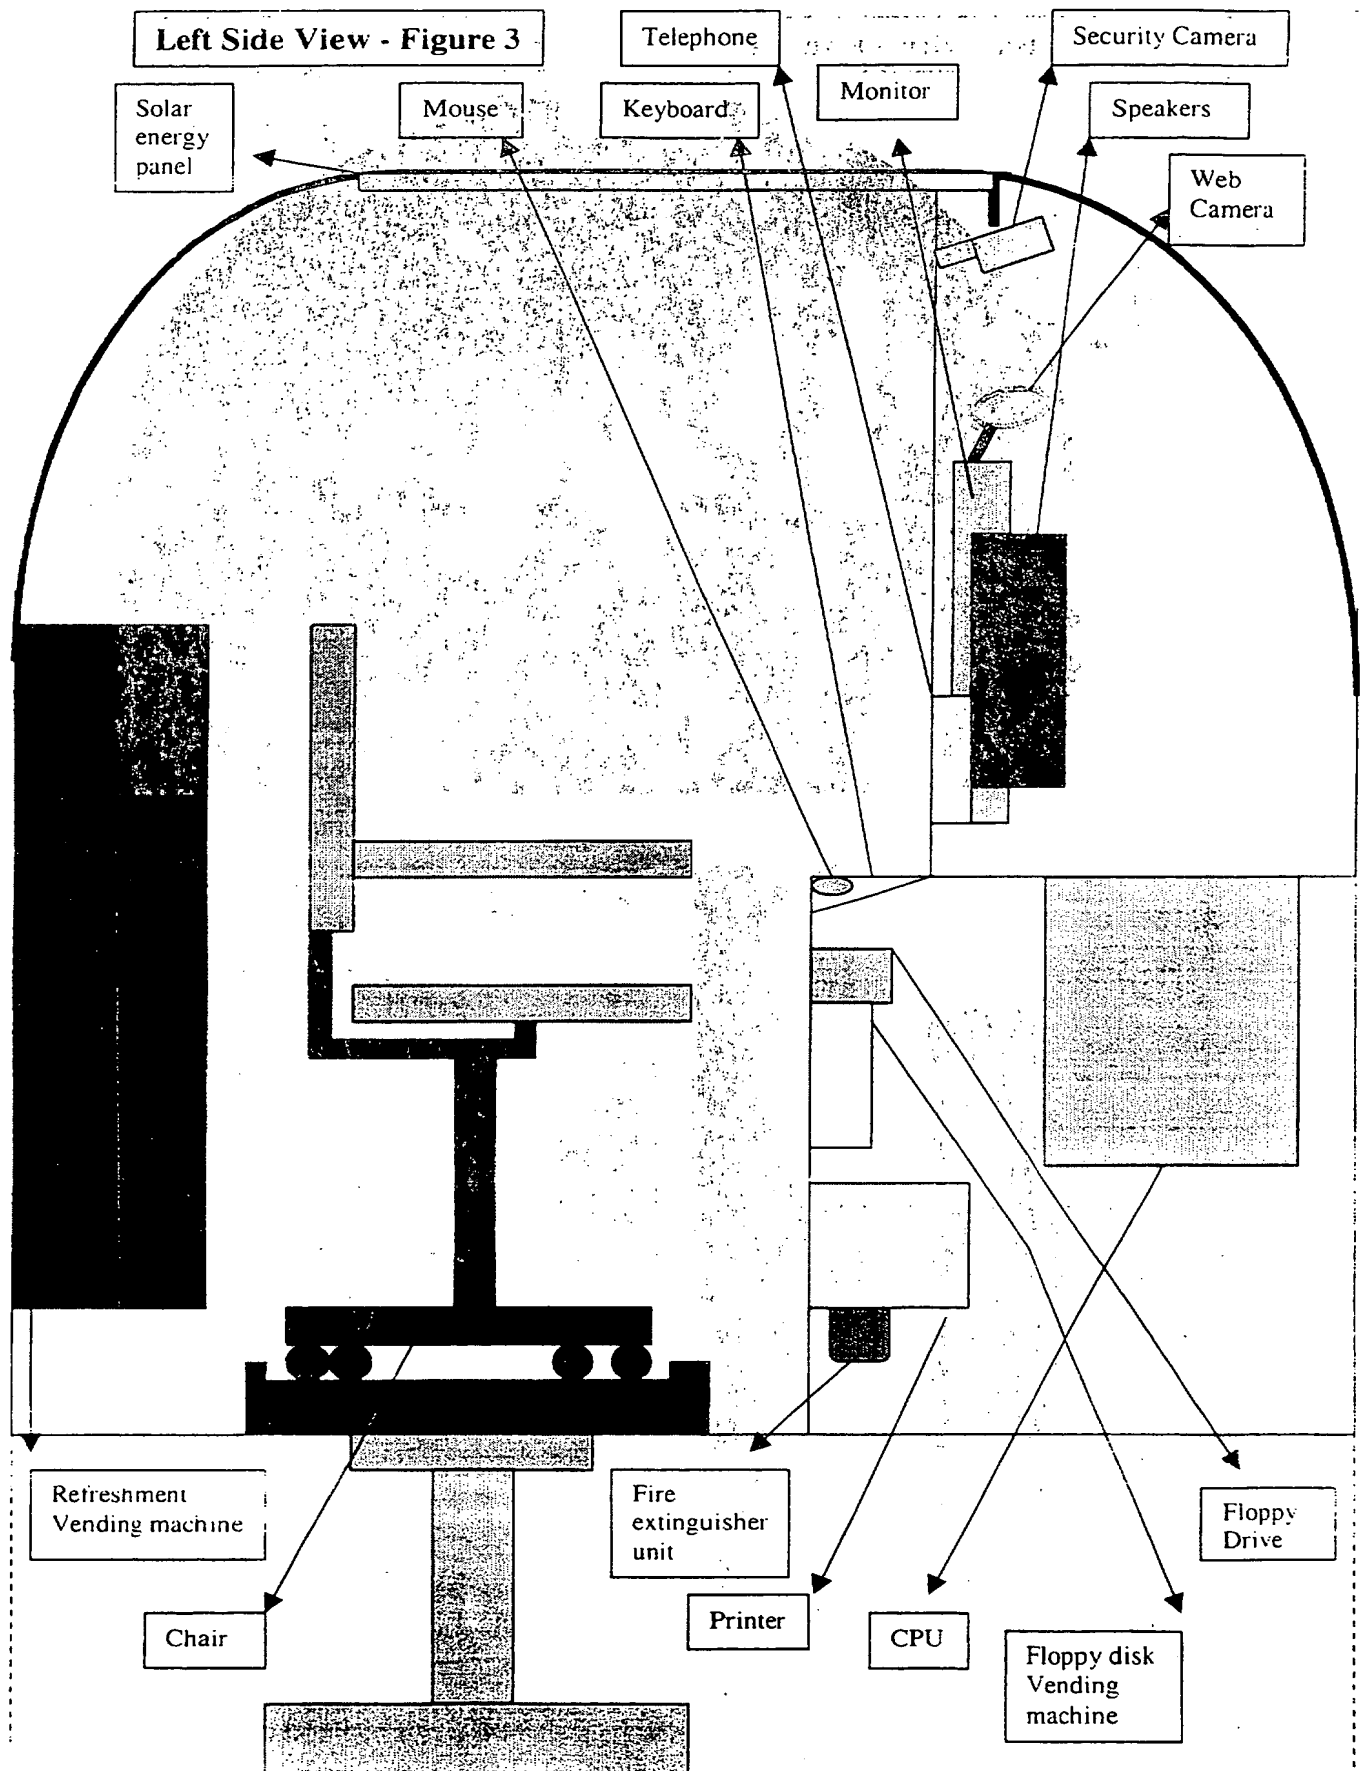 Left Side View - Figure 3
Telephone
Security Camera
Solar
energy
panel
Mouse
Keyboard
Monitor
Speakers
Web
Camera
Refreshment
Vending machine
Fire
extinguisher
unit
Floppy
Drive
Chair
Printer
CPU
Floppy disk
Vending
machine